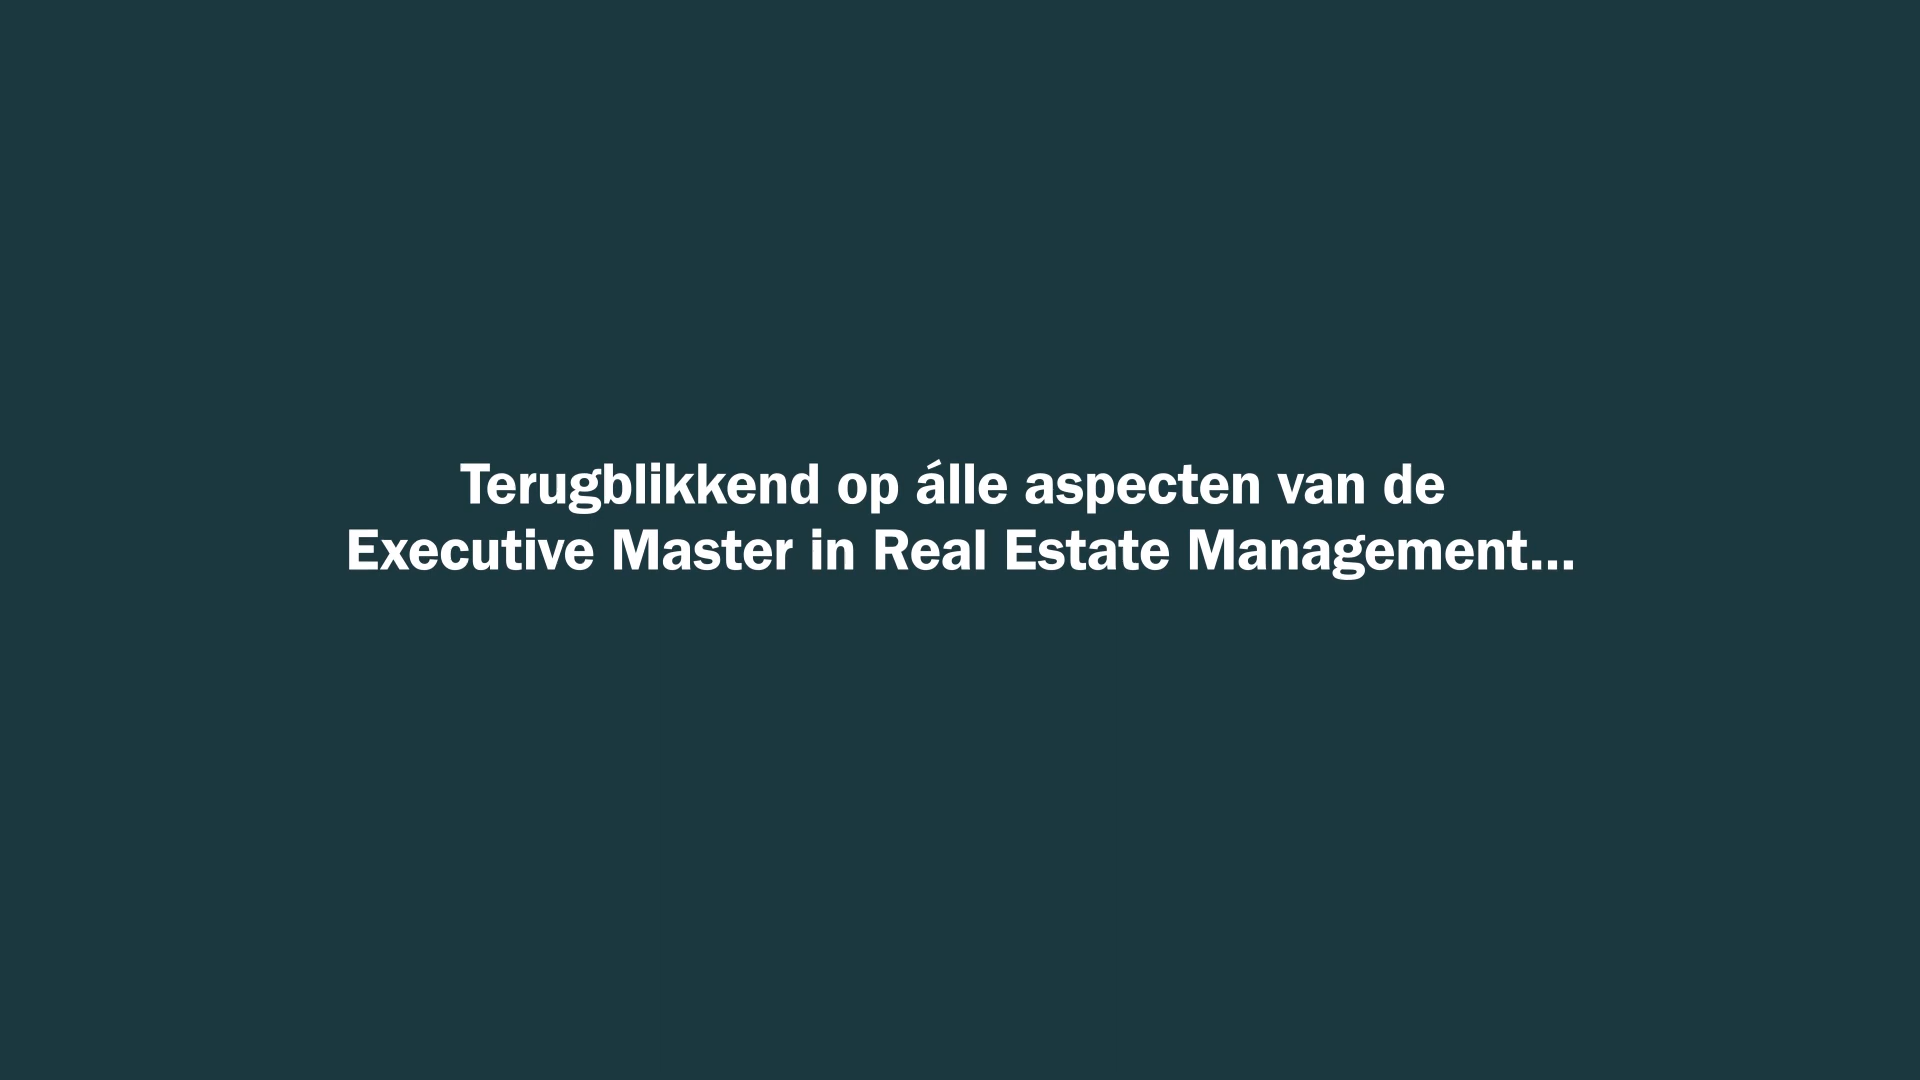 Terugblikkend op álle aspecten van de
Executive Master in Real Estate Management...